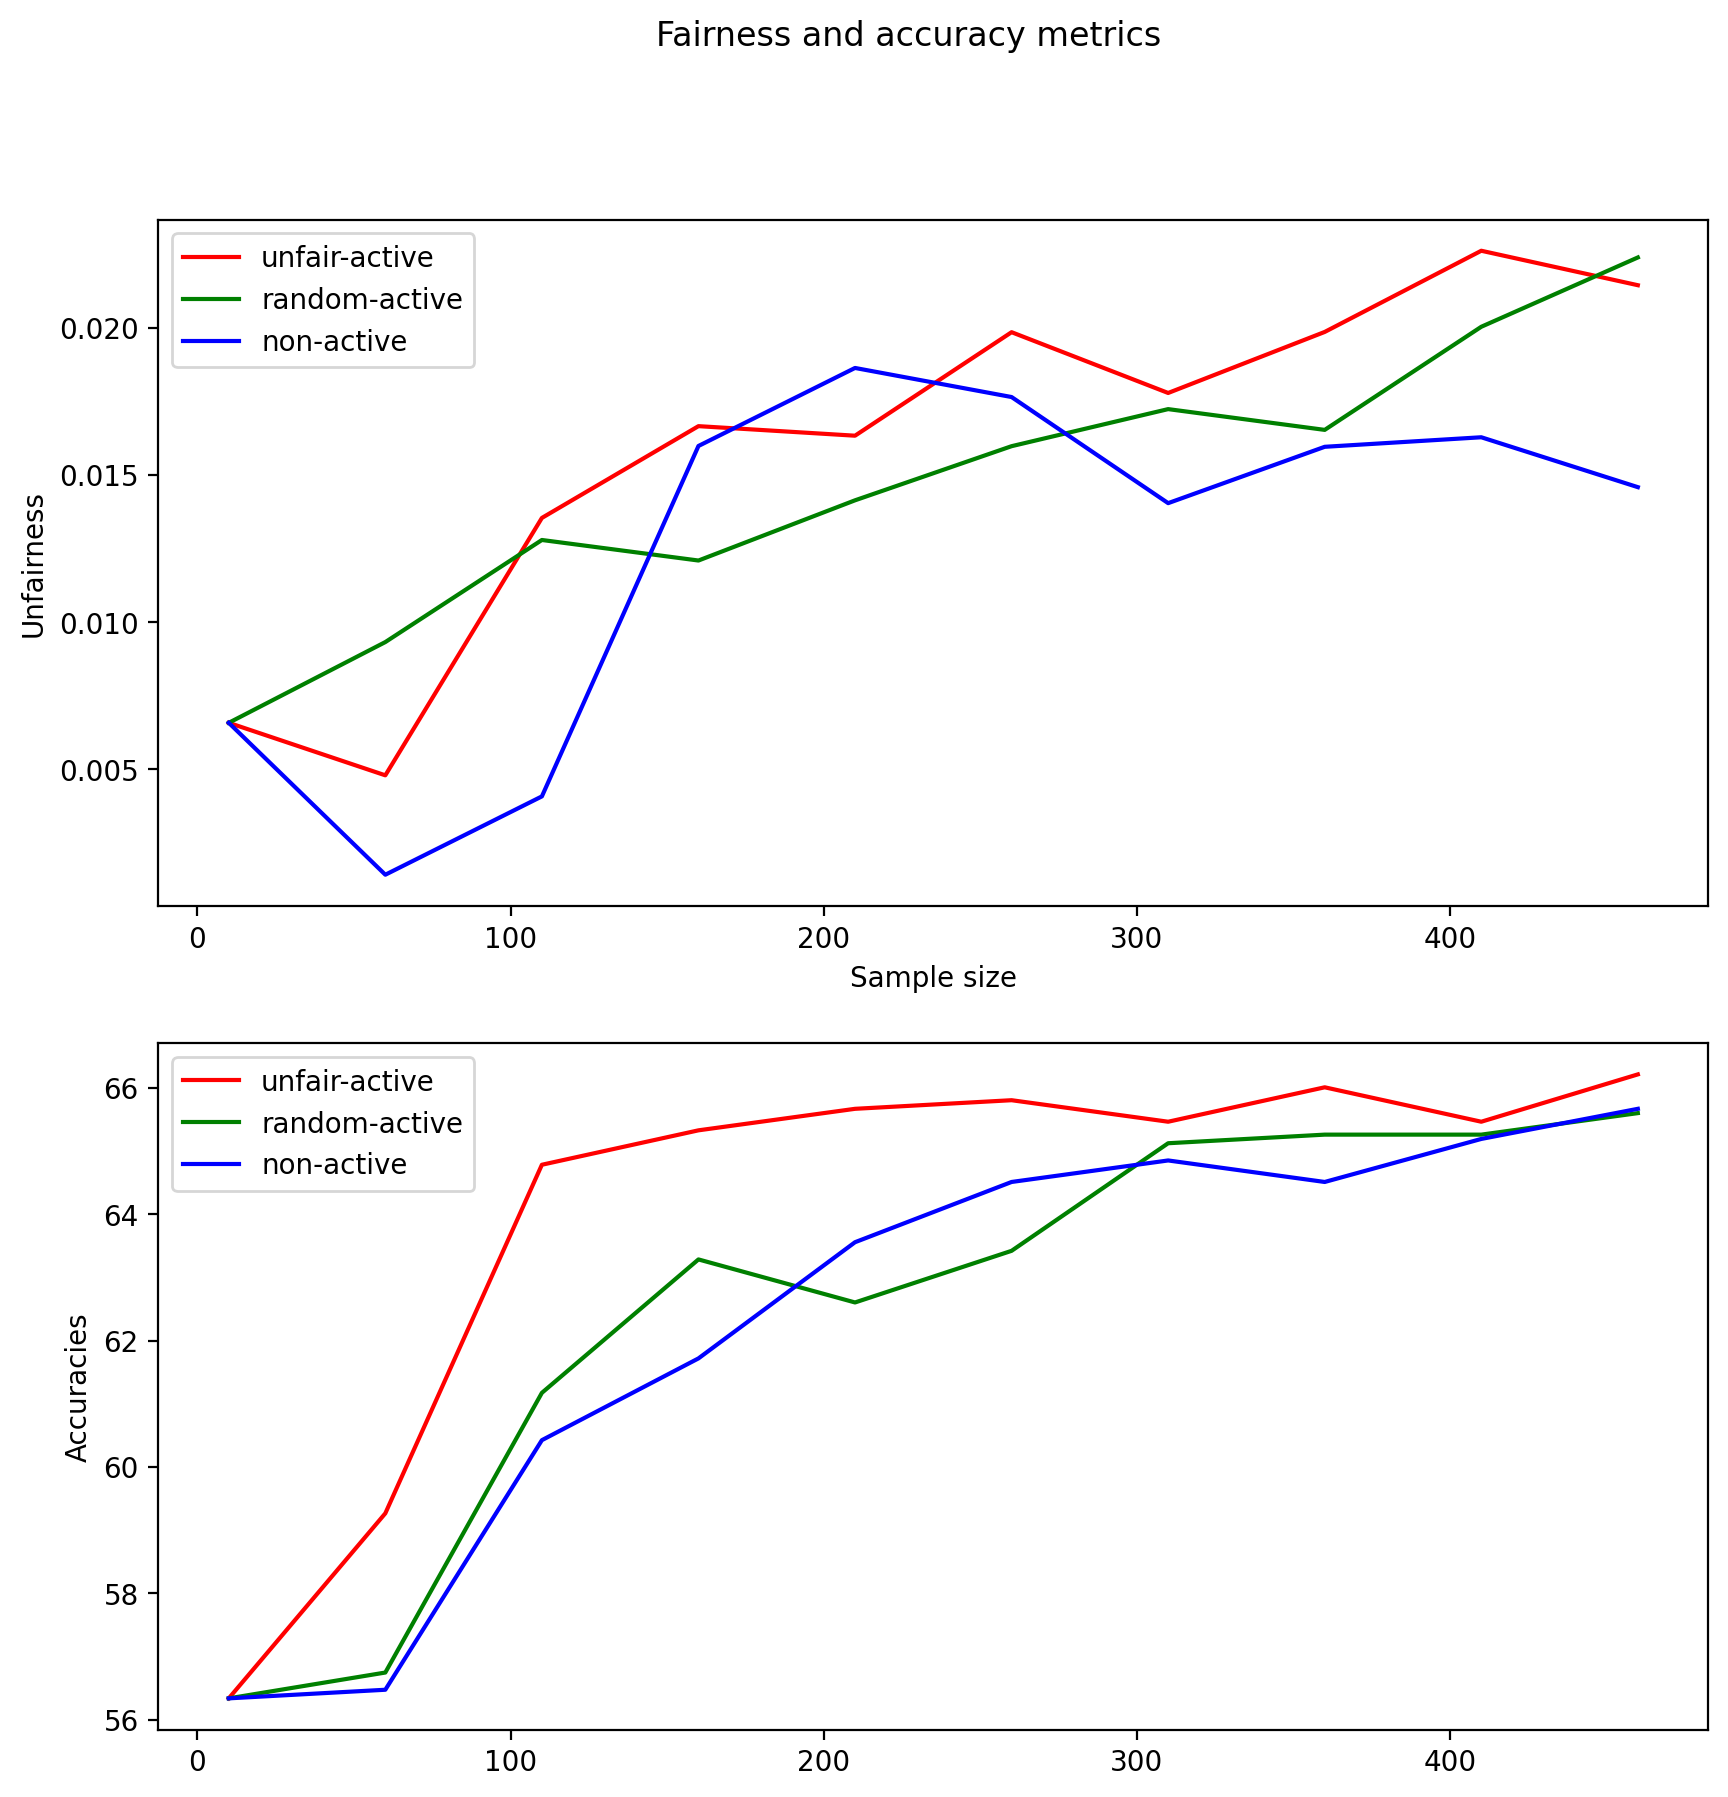 Fairness and accuracy metrics
unfair-active
random-active
non-active
0.020
0.015
0.010
0.005
Unfairness
0 100 200 300 400
Sample size
unfair-active
random-active
non-active
66
64
62
60
58
56
Accuracies
0 100 200 300 400